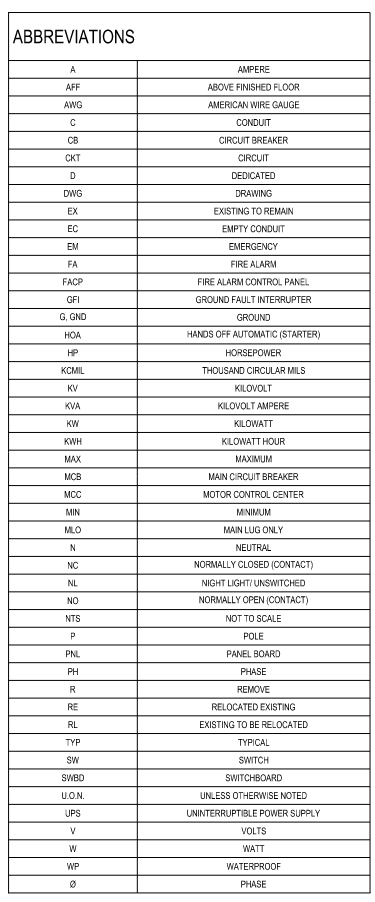 ABBREVIATIONS
A AMPERE
AFF ABOVE FINISHED FLOOR
AWG AMERICAN WIRE GAUGE
C CONDUIT
CB CIRCUIT BREAKER
CKT CIRCUIT
D DEDICATED
DWG DRAWING
EX EXISTING TO REMAIN
EC EMPTY CONDUIT
EM EMERGENCY
FA FIRE ALARM
FACP FIRE ALARM CONTROL PANEL
GFI GROUND FAULT INTERRUPTER
G, GND GROUND
HOA HANDS OFF AUTOMATIC (STARTER)
HP HORSEPOWER
KCMIL THOUSAND CIRCULAR MILS
KV KILOVOLT
KVA KILOVOLT AMPERE
KW KILOWATT
KWH KILOWATT HOUR
MAX MAXIMUM
MCB MAIN CIRCUIT BREAKER
MCC MOTOR CONTROL CENTER
MIN MINIMUM
MLO MAIN LUG ONLY
N NEUTRAL
NC NORMALLY CLOSED (CONTACT)
NL NIGHT LIGHT/ UNSWITCHED
NO NORMALLY OPEN (CONTACT)
NTS NOT TO SCALE
P POLE
PNL PANEL BOARD
PH PHASE
R REMOVE
RE RELOCATED EXISTING
RL EXISTING TO BE RELOCATED
TYP TYPICAL
SW SWITCH
SWBD SWITCHBOARD
U.O.N. UNLESS OTHERWISE NOTED
UPS UNINTERRUPTIBLE POWER SUPPLY
V VOLTS
W WATT
WP WATERPROOF
Ø PHASE